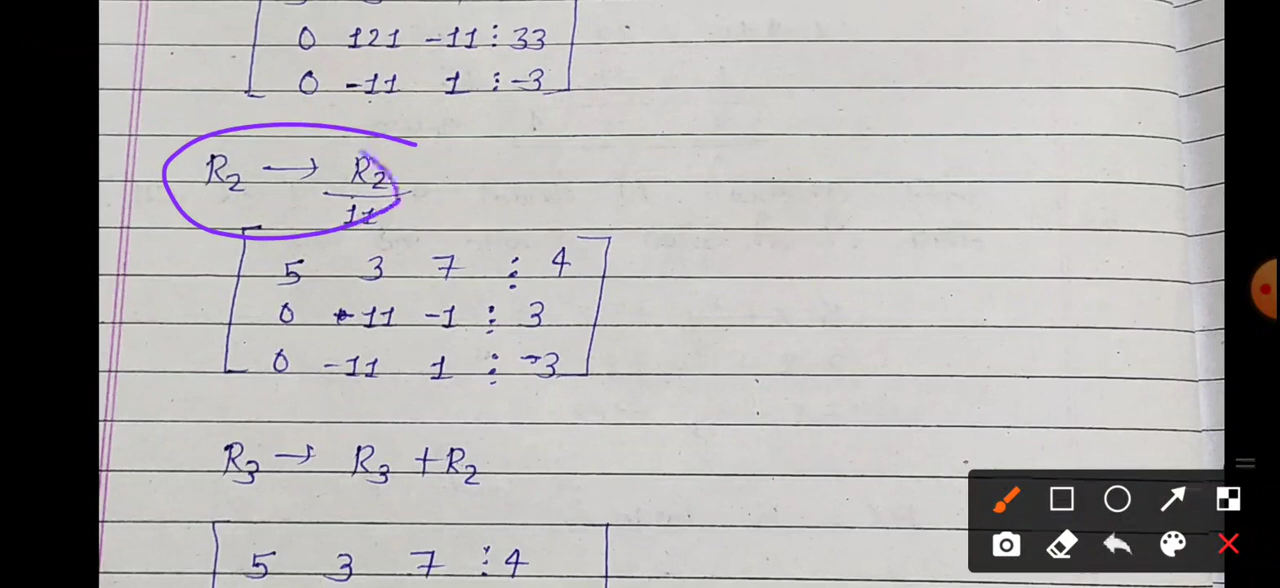 0 121 -11 ⋮ 33
0 -11 1 ⋮ -3
R₂ → R₂/11
5 3 7 ⋮ 4
0 11 -1 ⋮ 3
0 -11 1 ⋮ -3
R₃ → R₃ + R₂
5 3 7 ⋮ 4